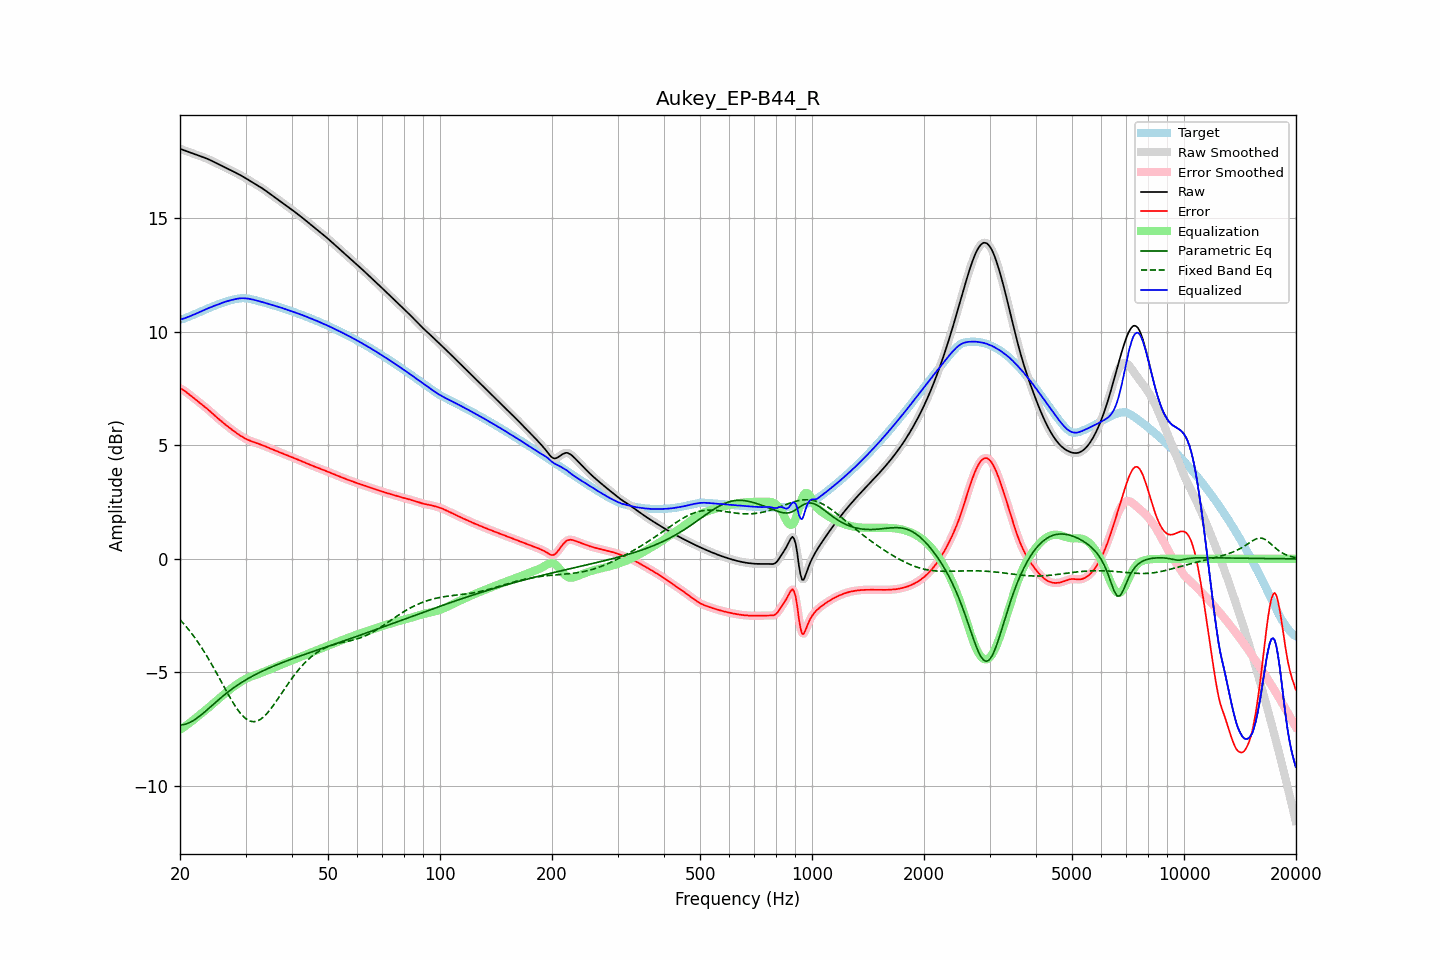 Aukey_EP-B44_R
Target
Raw Smoothed
Error Smoothed
Raw
Error
Equalization
Parametric Eq
Fixed Band Eq
Equalized
Amplitude (dBr)
15
10
5
0
−5
−10
20
50
100
200
500
1000
2000
5000
10000
20000
Frequency (Hz)